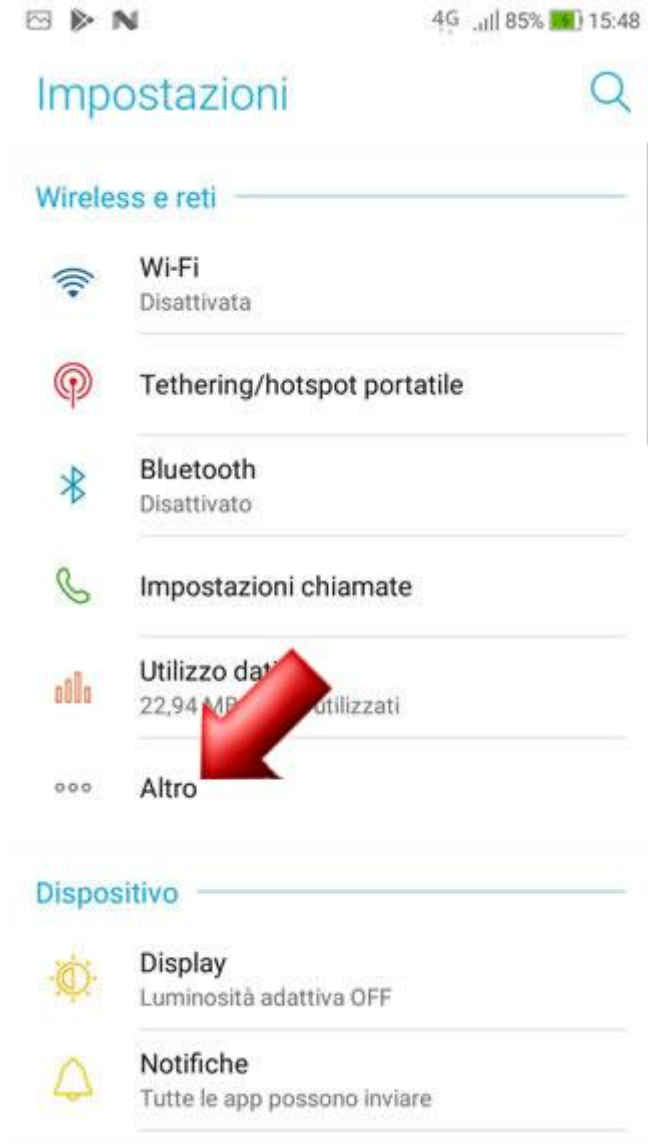 4G 85% 15:48
Impostazioni
Wireless e reti
Wi-Fi
Disattivata
Tethering/hotspot portatile
Bluetooth
Disattivato
Impostazioni chiamate
Utilizzo dati
22,94 MB utilizzati
Altro
Dispositivo
Display
Luminosità adattiva OFF
Notifiche
Tutte le app possono inviare